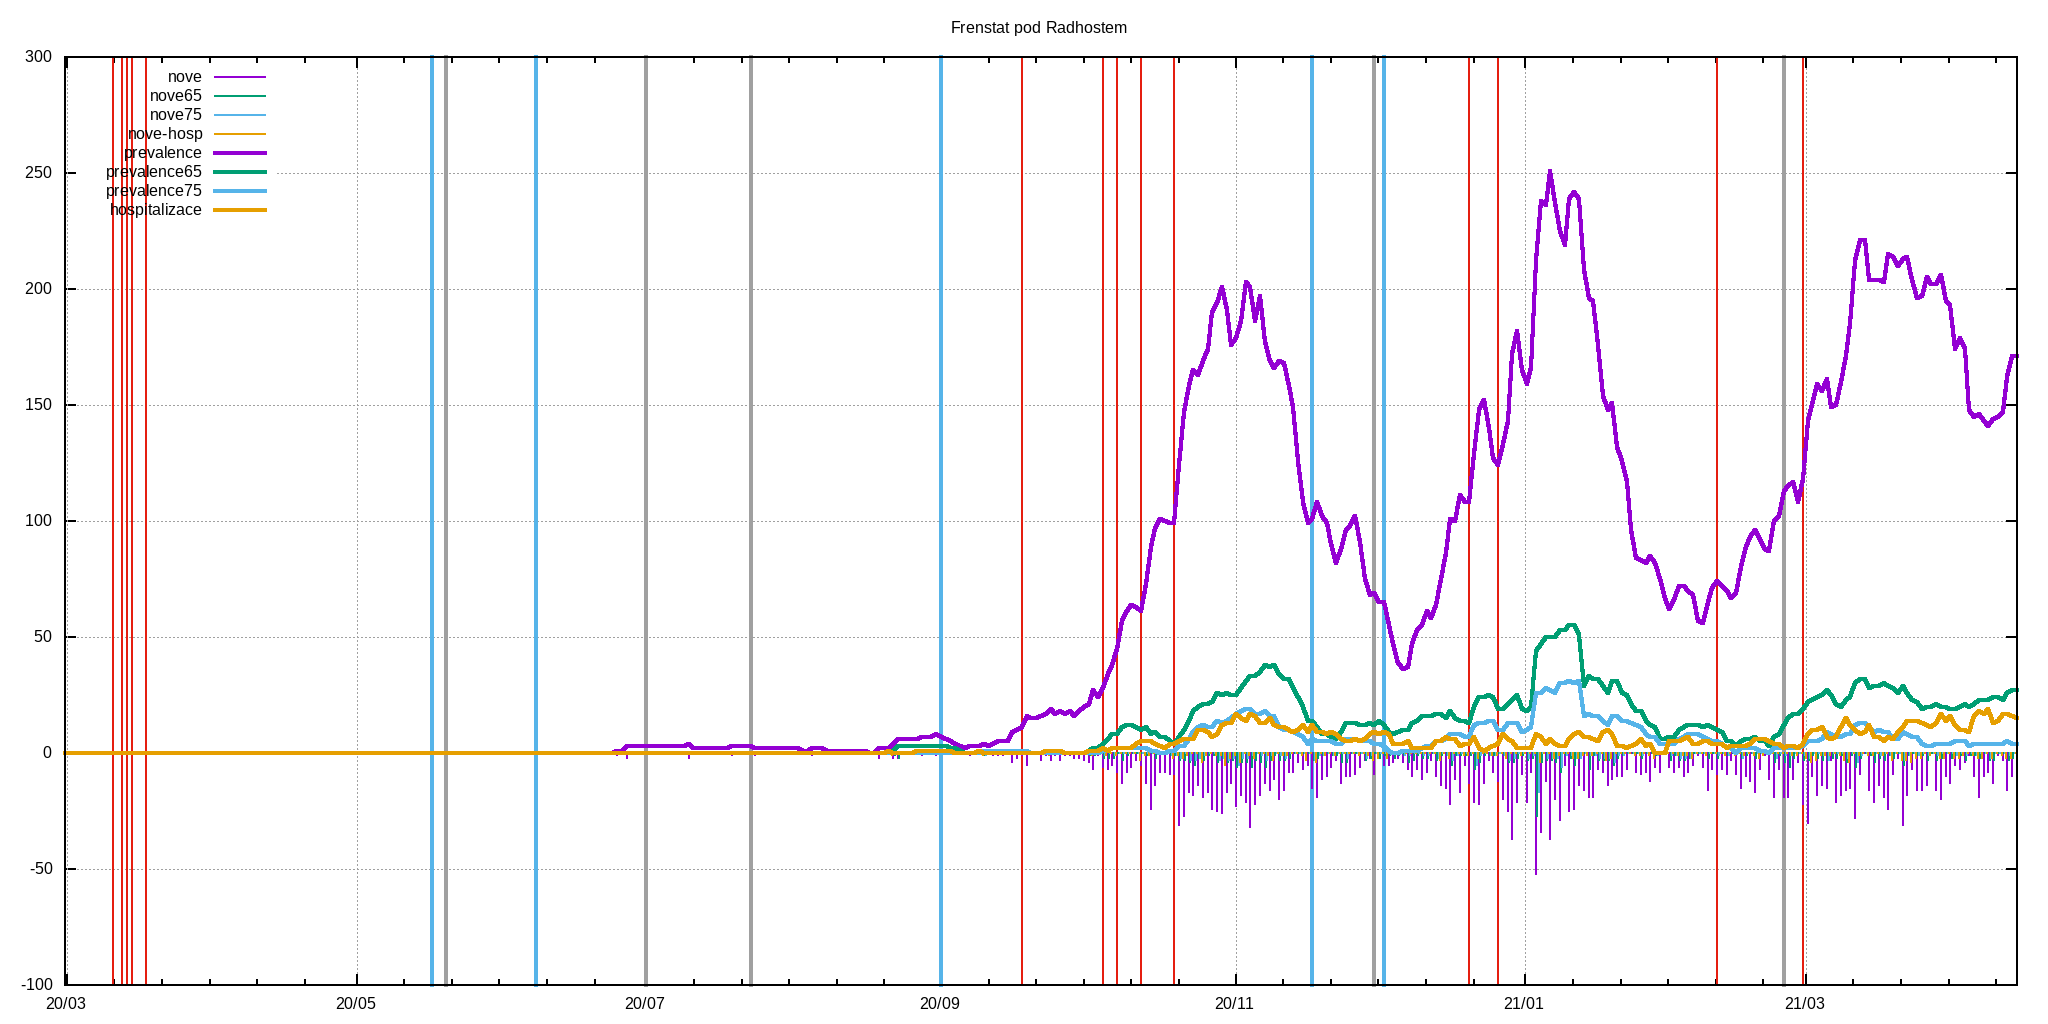 Frenstat pod Radhostem
300
250
200
150
100
50
0
-50
-100
nove
nove65
nove75
nove-hosp
prevalence
prevalence65
prevalence75
hospitalizace
20/03 20/05 20/07 20/09 20/11 21/01 21/03